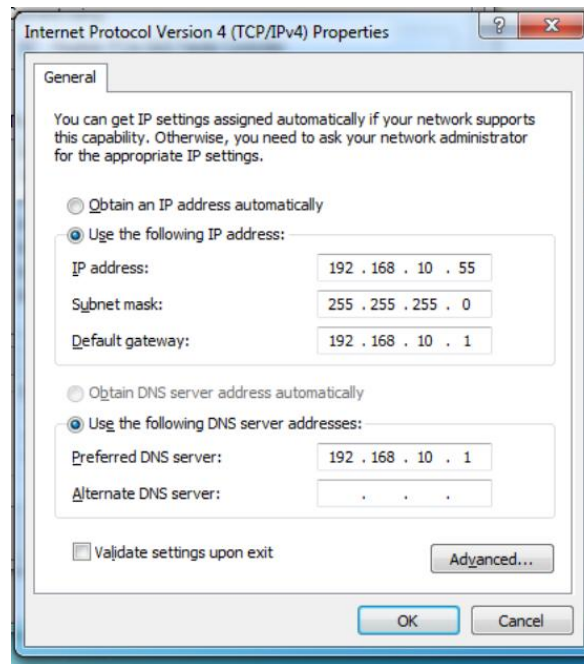 Internet Protocol Version 4 (TCP/IPv4) Properties
General
You can get IP settings assigned automatically if your network supports
this capability. Otherwise, you need to ask your network administrator
for the appropriate IP settings.
Obtain an IP address automatically
Use the following IP address:
IP address: 192 . 168 . 10 . 55
Subnet mask: 255 . 255 . 255 . 0
Default gateway: 192 . 168 . 10 . 1
Obtain DNS server address automatically
Use the following DNS server addresses:
Preferred DNS server: 192 . 168 . 10 . 1
Alternate DNS server: . . .
Validate settings upon exit
Advanced...
OK Cancel